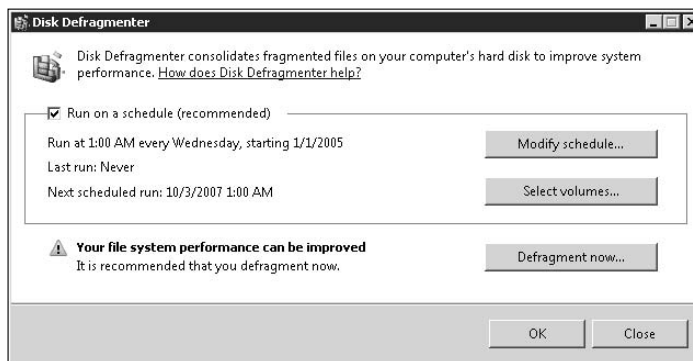 Disk Defragmenter
Disk Defragmenter consolidates fragmented files on your computer's hard disk to improve system
performance. How does Disk Defragmenter help?
Run on a schedule (recommended)
Run at 1:00 AM every Wednesday, starting 1/1/2005
Modify schedule...
Last run: Never
Next scheduled run: 10/3/2007 1:00 AM
Select volumes...
Your file system performance can be improved
It is recommended that you defragment now.
Defragment now...
OK
Close